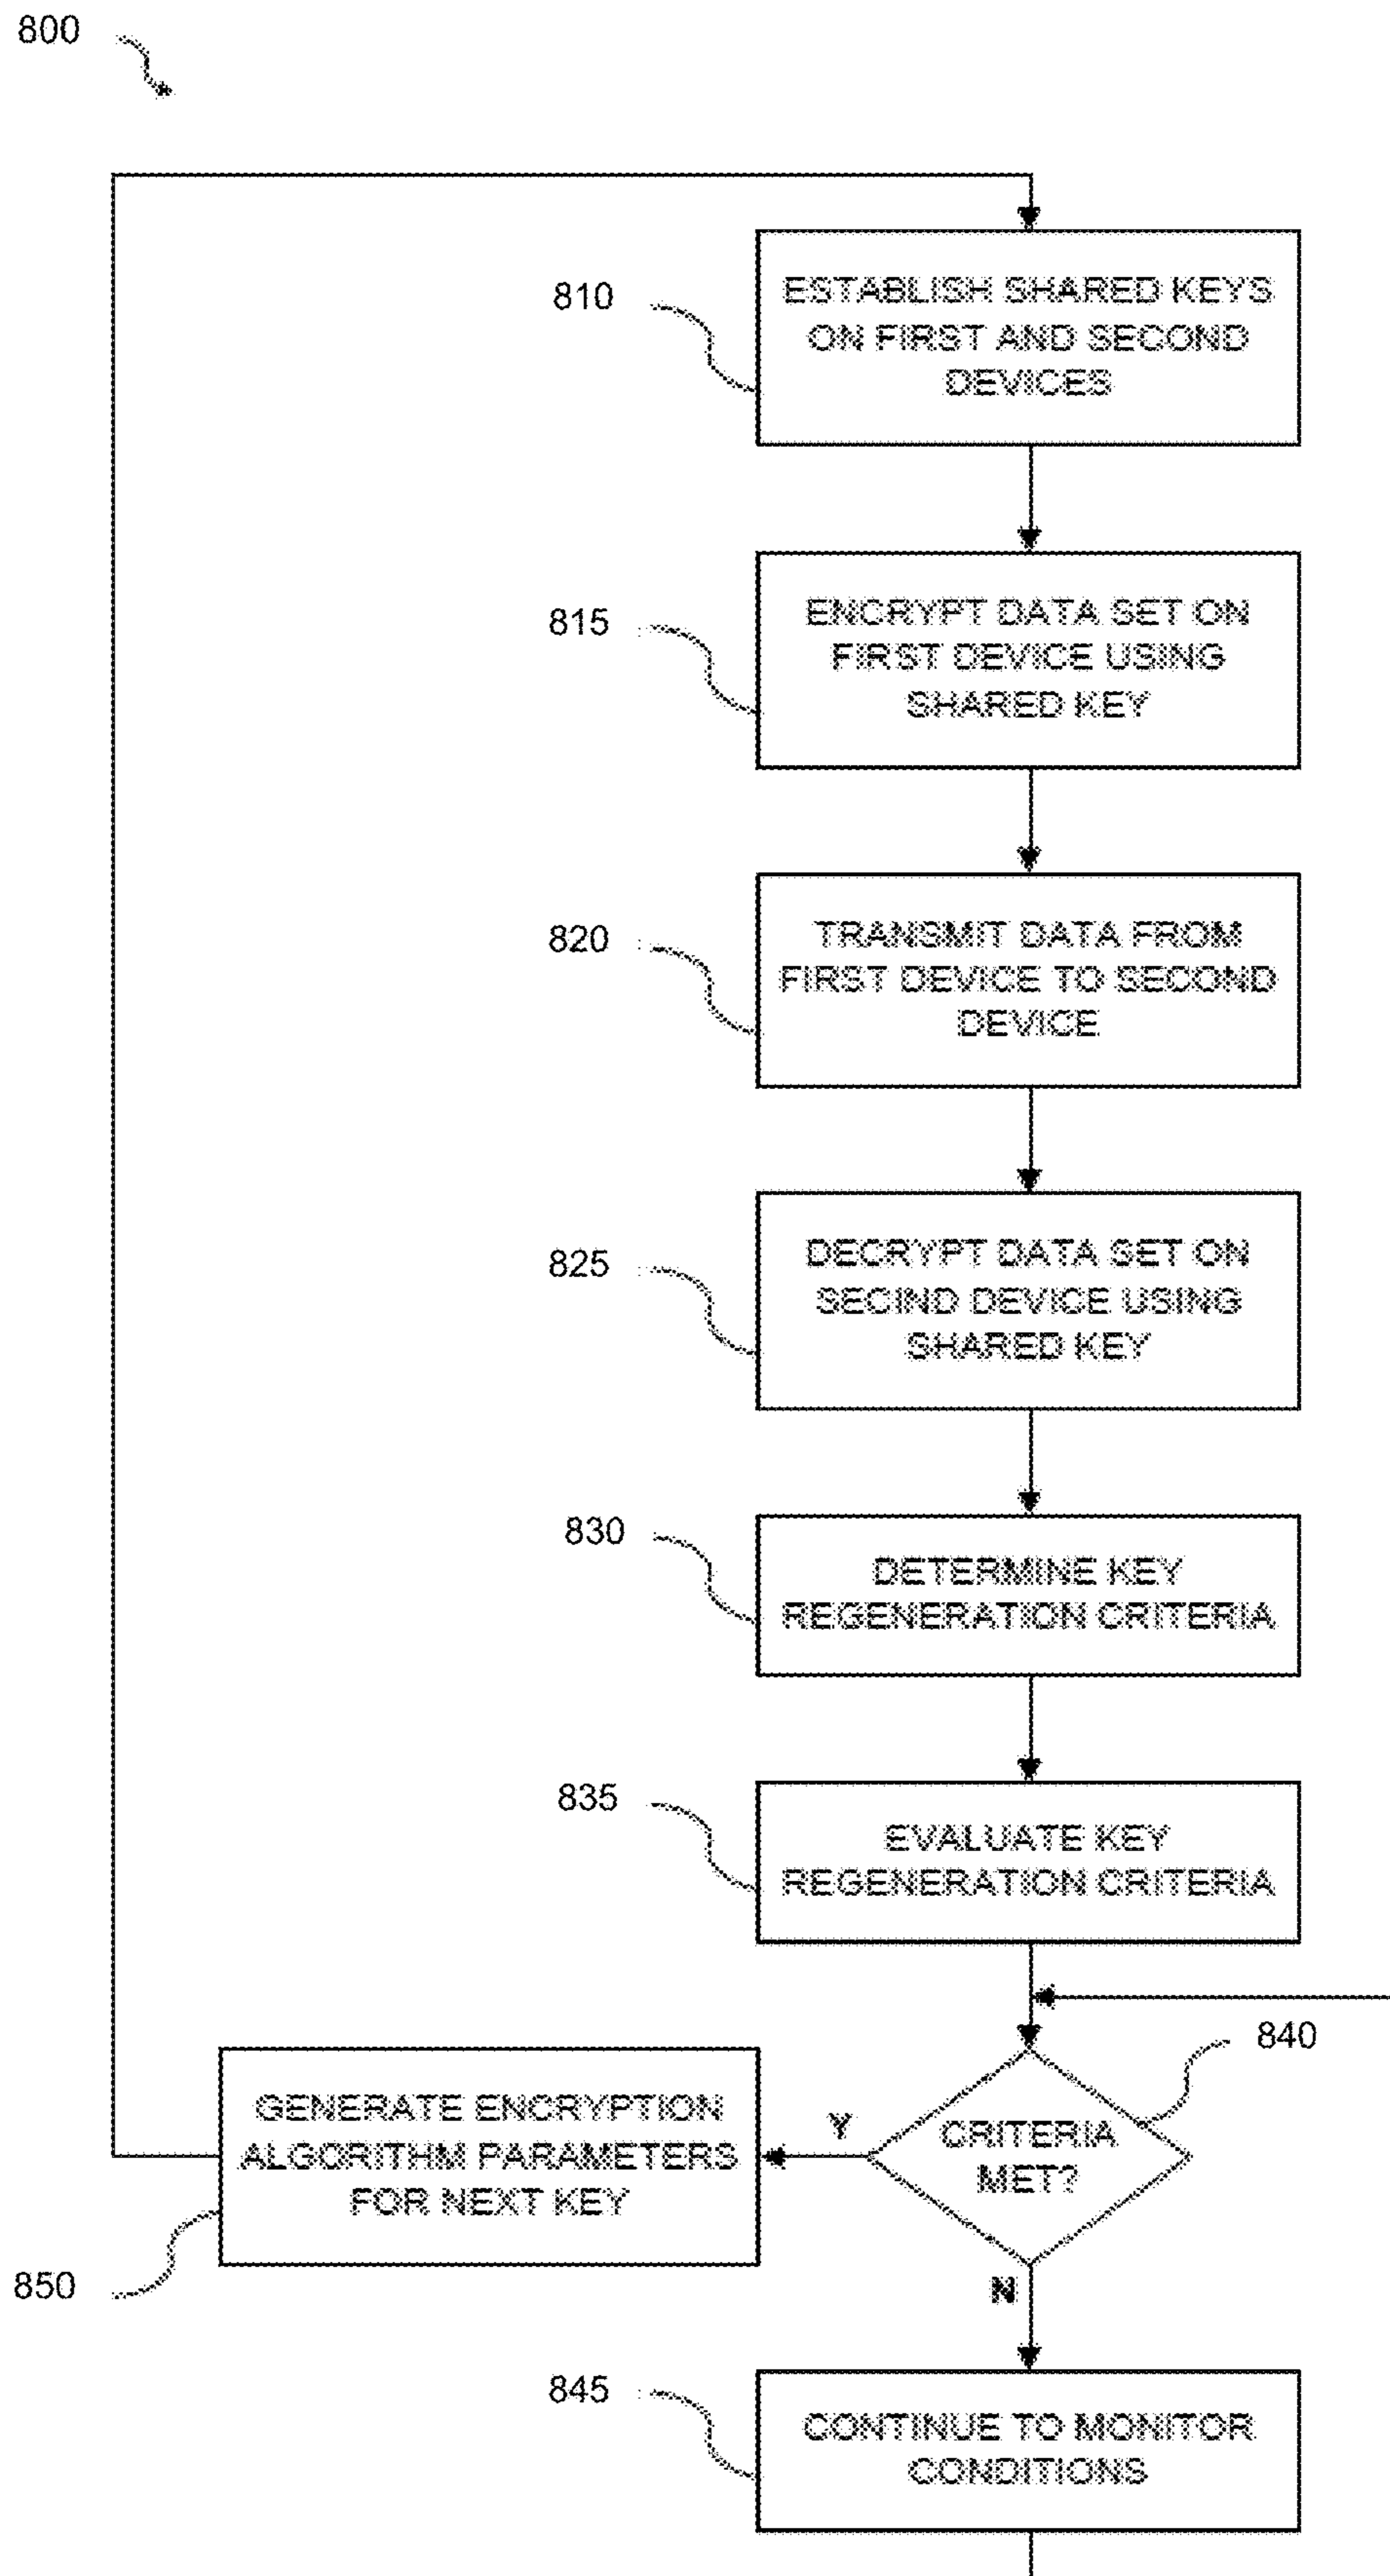 800
810
ESTABLISH SHARED KEYS
ON FIRST AND SECOND
DEVICES
815
ENCRYPT DATA SET ON
FIRST DEVICE USING
SHARED KEY
820
TRANSMIT DATA FROM
FIRST DEVICE TO SECOND
DEVICE
825
DECRYPT DATA SET ON
SECIND DEVICE USING
SHARED KEY
830
DETERMINE KEY
REGENERATION CRITERIA
835
EVALUATE KEY
REGENERATION CRITERIA
840
CRITERIA
MET?
Y
GENERATE ENCRYPTION
ALGORITHM PARAMETERS
FOR NEXT KEY
850
N
845
CONTINUE TO MONITOR
CONDITIONS